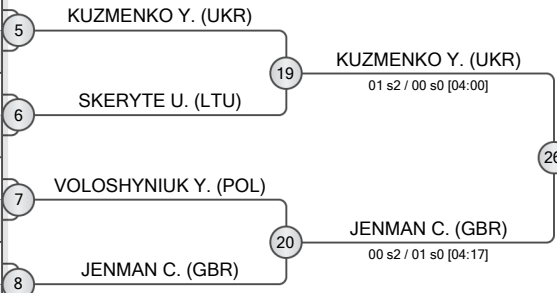 KUZMENKO Y. (UKR)
5
19
KUZMENKO Y. (UKR)
01 s2 / 00 s0 [04:00]
SKERYTE U. (LTU)
6
26
VOLOSHYNIUK Y. (POL)
7
20
JENMAN C. (GBR)
00 s2 / 01 s0 [04:17]
JENMAN C. (GBR)
8